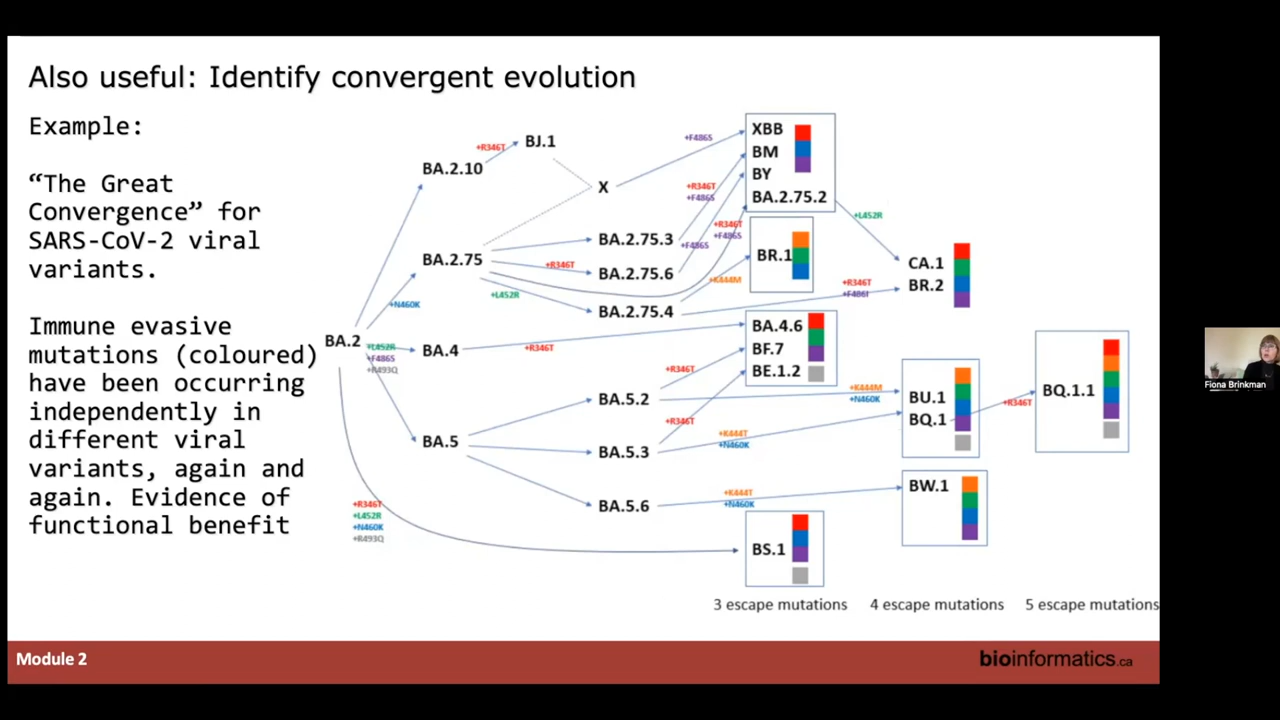 Also useful: Identify convergent evolution
Example:
“The Great
Convergence” for
SARS-CoV-2 viral
variants.
Immune evasive
mutations (coloured)
have been occurring
independently in
different viral
variants, again and
again. Evidence of
functional benefit
BA.2
BA.2.10
+R346T
BJ.1
X
+F486S
XBB
BM
BY
BA.2.75.2
BA.2.75
+N460K
BA.2.75.3
+R346T
+F486S
+R346T
BA.2.75.6
+F486S
+R346T
+F486S
+L452R
BA.2.75.4
+K444M
BR.1
+L452R
+R346T
+F486I
CA.1
BR.2
+L452R
+F486S
+R493Q
BA.4
+R346T
BA.4.6
BF.7
BE.1.2
BA.5
BA.5.2
+R346T
+K444M
+N460K
BA.5.3
+R346T
+K444T
+N460K
BU.1
BQ.1
+R346T
BQ.1.1
BA.5.6
+K444T
+N460K
BW.1
+R346T
+L452R
+N460K
+R493Q
BS.1
3 escape mutations
4 escape mutations
5 escape mutations
Module 2
bioinformatics.ca
Fiona Brinkman